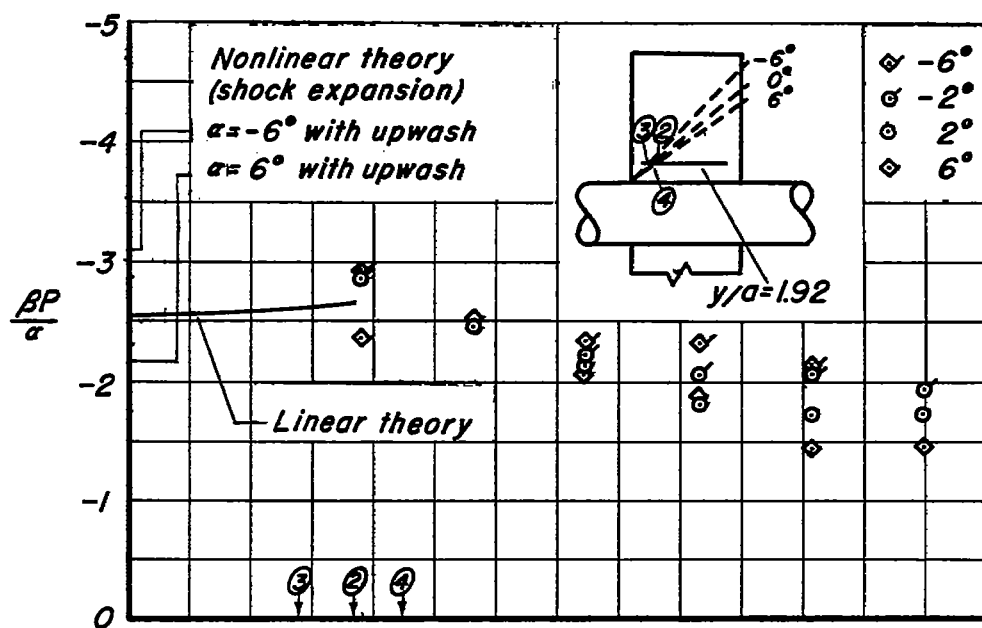 -5
-4
-3
-2
-1
0
βP
α
Nonlinear theory
(shock expansion)
α=-6° with upwash
α= 6° with upwash
Linear theory
-6°
0°
6°
3 2
4
y/a=1.92
-6°
-2°
2°
6°
3 2 4